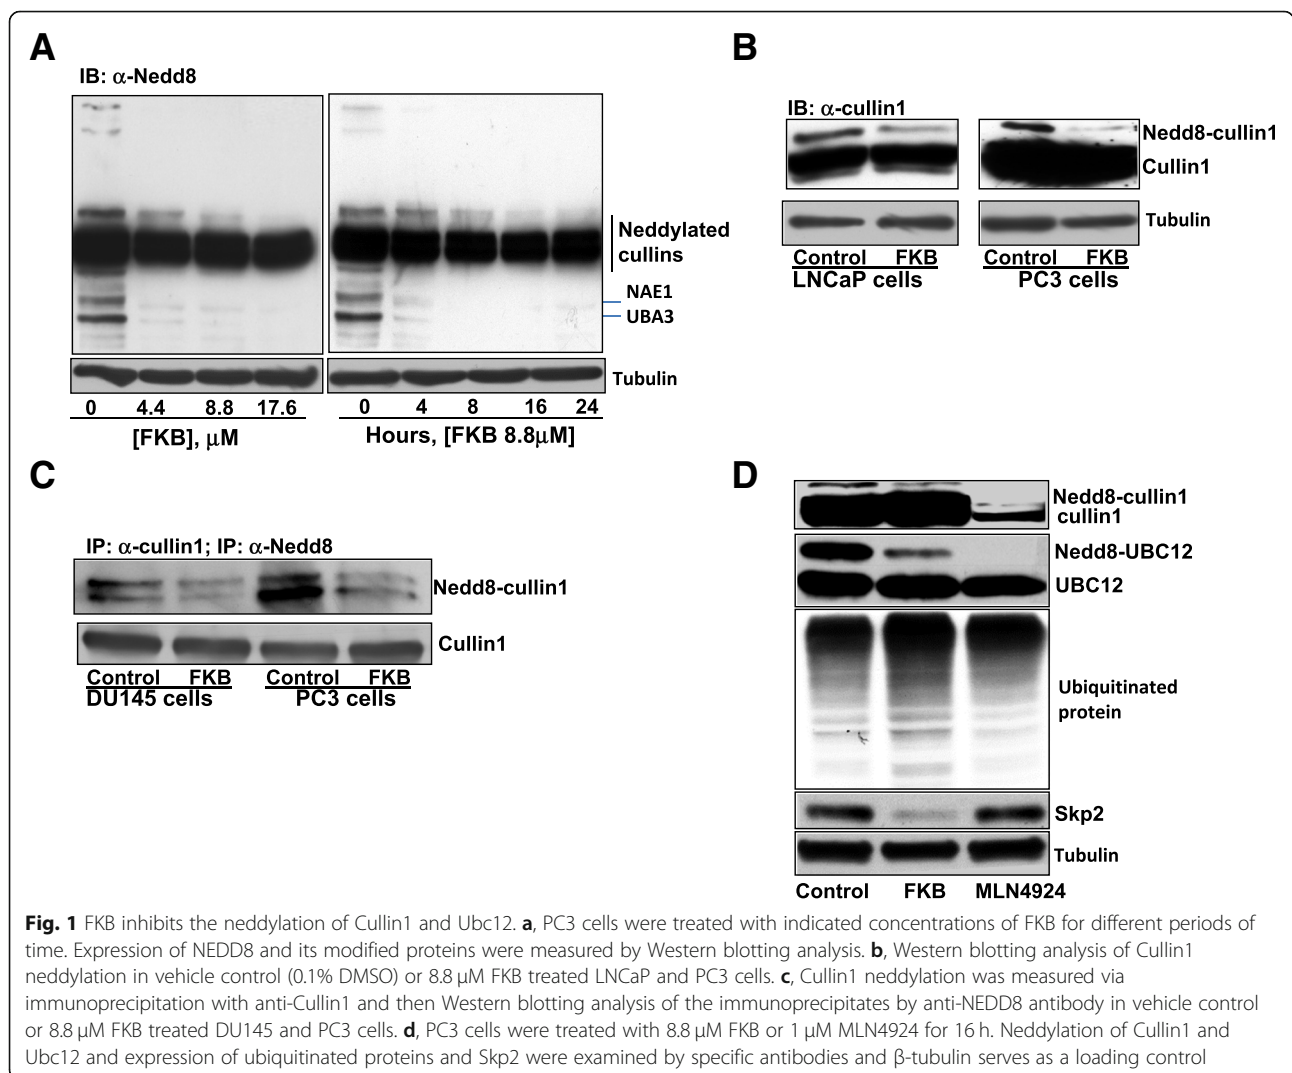 A
IB: α-Nedd8
Neddylated
cullins
NAE1
UBA3
Tubulin
0 4.4 8.8 17.6
[FKB], μM
0 4 8 16 24
Hours, [FKB 8.8μM]
B
IB: α-cullin1
Nedd8-cullin1
Cullin1
Tubulin
Control FKB
LNCaP cells
Control FKB
PC3 cells
C
IP: α-cullin1; IP: α-Nedd8
Nedd8-cullin1
Cullin1
Control FKB
DU145 cells
Control FKB
PC3 cells
D
Nedd8-cullin1
cullin1
Nedd8-UBC12
UBC12
Ubiquitinated
protein
Skp2
Tubulin
Control FKB MLN4924
Fig. 1 FKB inhibits the neddylation of Cullin1 and Ubc12. a, PC3 cells were treated with indicated concentrations of FKB for different periods of
time. Expression of NEDD8 and its modified proteins were measured by Western blotting analysis. b, Western blotting analysis of Cullin1
neddylation in vehicle control (0.1% DMSO) or 8.8 μM FKB treated LNCaP and PC3 cells. c, Cullin1 neddylation was measured via
immunoprecipitation with anti-Cullin1 and then Western blotting analysis of the immunoprecipitates by anti-NEDD8 antibody in vehicle control
or 8.8 μM FKB treated DU145 and PC3 cells. d, PC3 cells were treated with 8.8 μM FKB or 1 μM MLN4924 for 16 h. Neddylation of Cullin1 and
Ubc12 and expression of ubiquitinated proteins and Skp2 were examined by specific antibodies and β-tubulin serves as a loading control